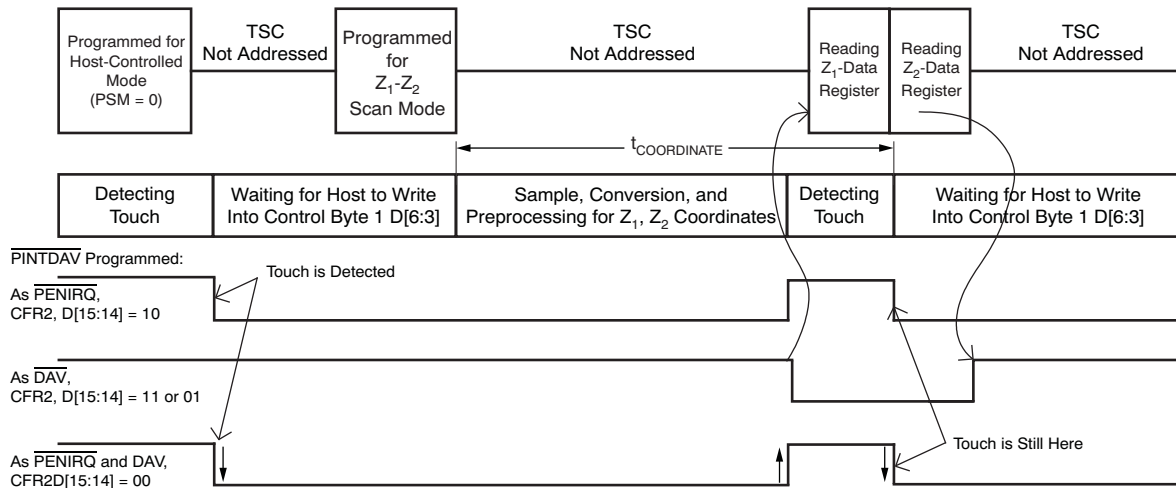 Programmed for
Host-Controlled
Mode
(PSM = 0)
TSC
Not Addressed
Programmed
for
Z1-Z2
Scan Mode
TSC
Not Addressed
Reading
Z1-Data
Register
Reading
Z2-Data
Register
TSC
Not Addressed
tCOORDINATE
Detecting
Touch
Waiting for Host to Write
Into Control Byte 1 D[6:3]
Sample, Conversion, and
Preprocessing for Z1, Z2 Coordinates
Detecting
Touch
Waiting for Host to Write
Into Control Byte 1 D[6:3]
PINTDAV Programmed:
Touch is Detected
As PENIRQ,
CFR2, D[15:14] = 10
As DAV,
CFR2, D[15:14] = 11 or 01
Touch is Still Here
As PENIRQ and DAV,
CFR2D[15:14] = 00